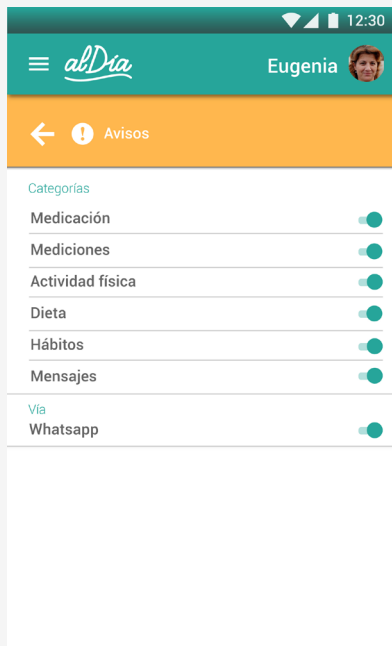 12:30
alDía
Eugenia
Avisos
Categorías
Medicación
Mediciones
Actividad física
Dieta
Hábitos
Mensajes
Vía
Whatsapp